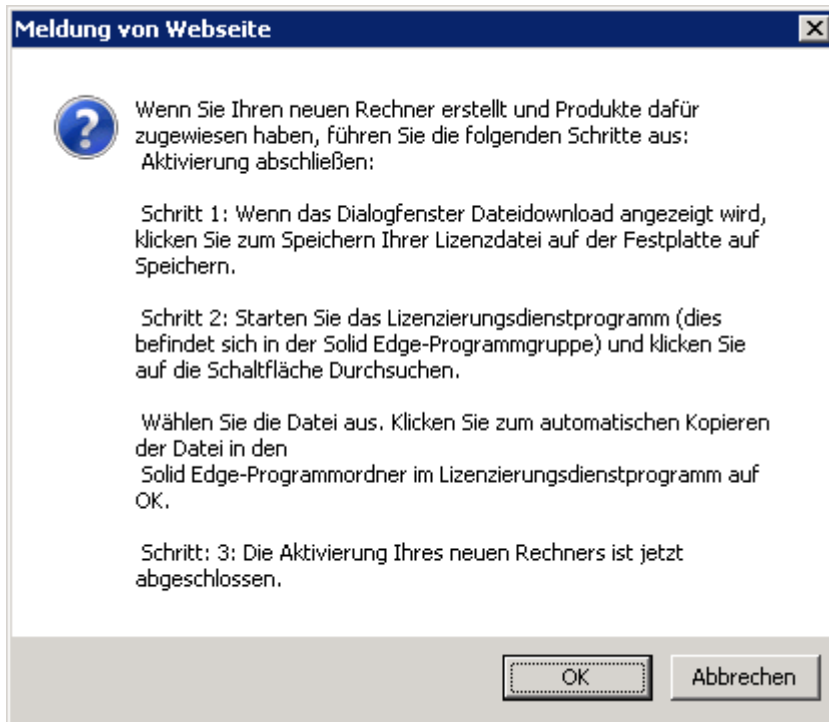 Meldung von Webseite
Wenn Sie Ihren neuen Rechner erstellt und Produkte dafür
zugewiesen haben, führen Sie die folgenden Schritte aus:
Aktivierung abschließen:
Schritt 1: Wenn das Dialogfenster Dateidownload angezeigt wird,
klicken Sie zum Speichern Ihrer Lizenzdatei auf der Festplatte auf
Speichern.
Schritt 2: Starten Sie das Lizenzierungsdienstprogramm (dies
befindet sich in der Solid Edge-Programmgruppe) und klicken Sie
auf die Schaltfläche Durchsuchen.
Wählen Sie die Datei aus. Klicken Sie zum automatischen Kopieren
der Datei in den
Solid Edge-Programmordner im Lizenzierungsdienstprogramm auf
OK.
Schritt: 3: Die Aktivierung Ihres neuen Rechners ist jetzt
abgeschlossen.
OK
Abbrechen